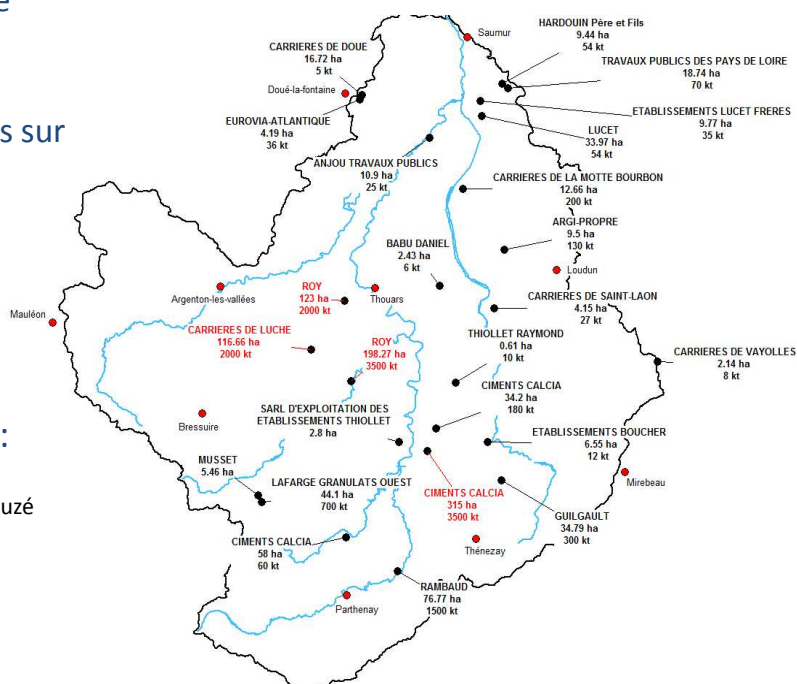 e
s sur
:
uzé
Saumur
HARDOUIN Père et Fils
9.44 ha
54 kt
CARRIERES DE DOUE
16.72 ha
5 kt
TRAVAUX PUBLICS DES PAYS DE LOIRE
18.74 ha
70 kt
Doué-la-fontaine
EUROVIA-ATLANTIQUE
4.19 ha
36 kt
ETABLISSEMENTS LUCET FRERES
9.77 ha
35 kt
LUCET
33.97 ha
54 kt
ANJOU TRAVAUX PUBLICS
10.9 ha
25 kt
CARRIERES DE LA MOTTE BOURBON
12.66 ha
200 kt
ARGI-PROPRE
9.5 ha
130 kt
BABU DANIEL
2.43 ha
6 kt
Loudun
Argenton-les-vallées
ROY
123 ha
2000 kt
Thouars
CARRIERES DE SAINT-LAON
4.15 ha
27 kt
Mauléon
CARRIERES DE LUCHE
116.66 ha
2000 kt
ROY
198.27 ha
3500 kt
THIOLLET RAYMOND
0.61 ha
10 kt
CARRIERES DE VAYOLLES
2.14 ha
8 kt
CIMENTS CALCIA
34.2 ha
180 kt
Bressuire
SARL D'EXPLOITATION DES
ETABLISSEMENTS THIOLLET
2.8 ha
ETABLISSEMENTS BOUCHER
6.55 ha
12 kt
MUSSET
5.46 ha
LAFARGE GRANULATS OUEST
44.1 ha
700 kt
CIMENTS CALCIA
315 ha
3500 kt
Mirebeau
GUILGAULT
34.79 ha
300 kt
CIMENTS CALCIA
58 ha
60 kt
Thénezay
RAMBAUD
76.77 ha
1500 kt
Parthenay